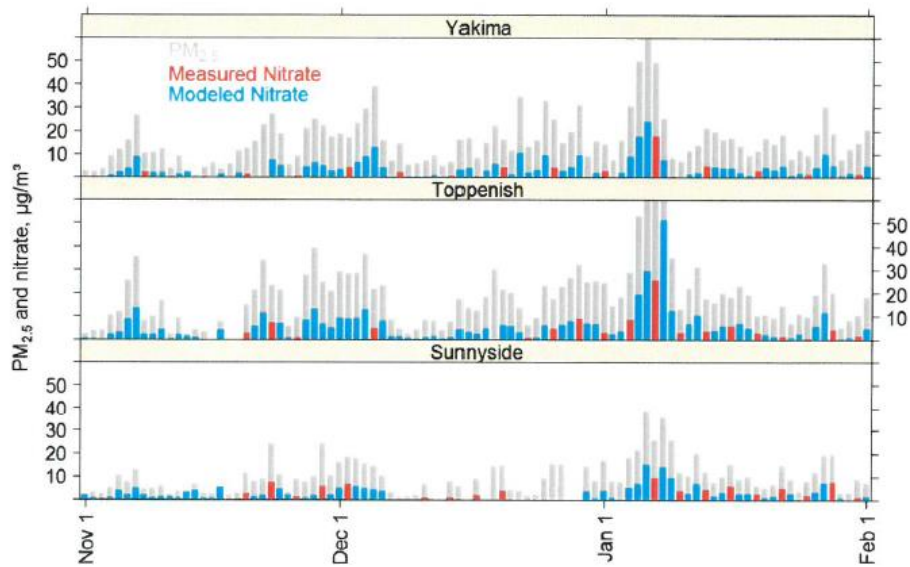 Yakima
PM2.5
Measured Nitrate
Modeled Nitrate
50
40
30
20
10
Toppenish
50
40
30
20
10
Sunnyside
50
40
30
20
10
PM2.5 and nitrate, µg/m³
Nov 1
Dec 1
Jan 1
Feb 1